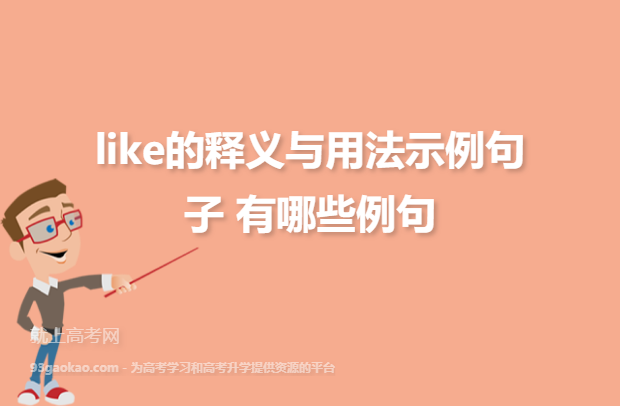 like的释义与用法示例句
子 有哪些例句
就上高考网
93gaokao.com - 为高考学习和高考升学提供资源的平台